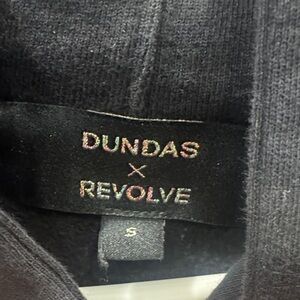 DUNDAS
×
REVOLVE
S